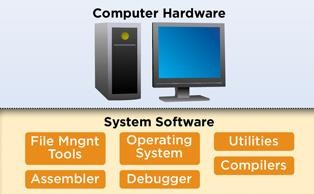 Computer Hardware
System Software
File Mngnt
Tools
Operating
System
Utilities
Compilers
Assembler
Debugger